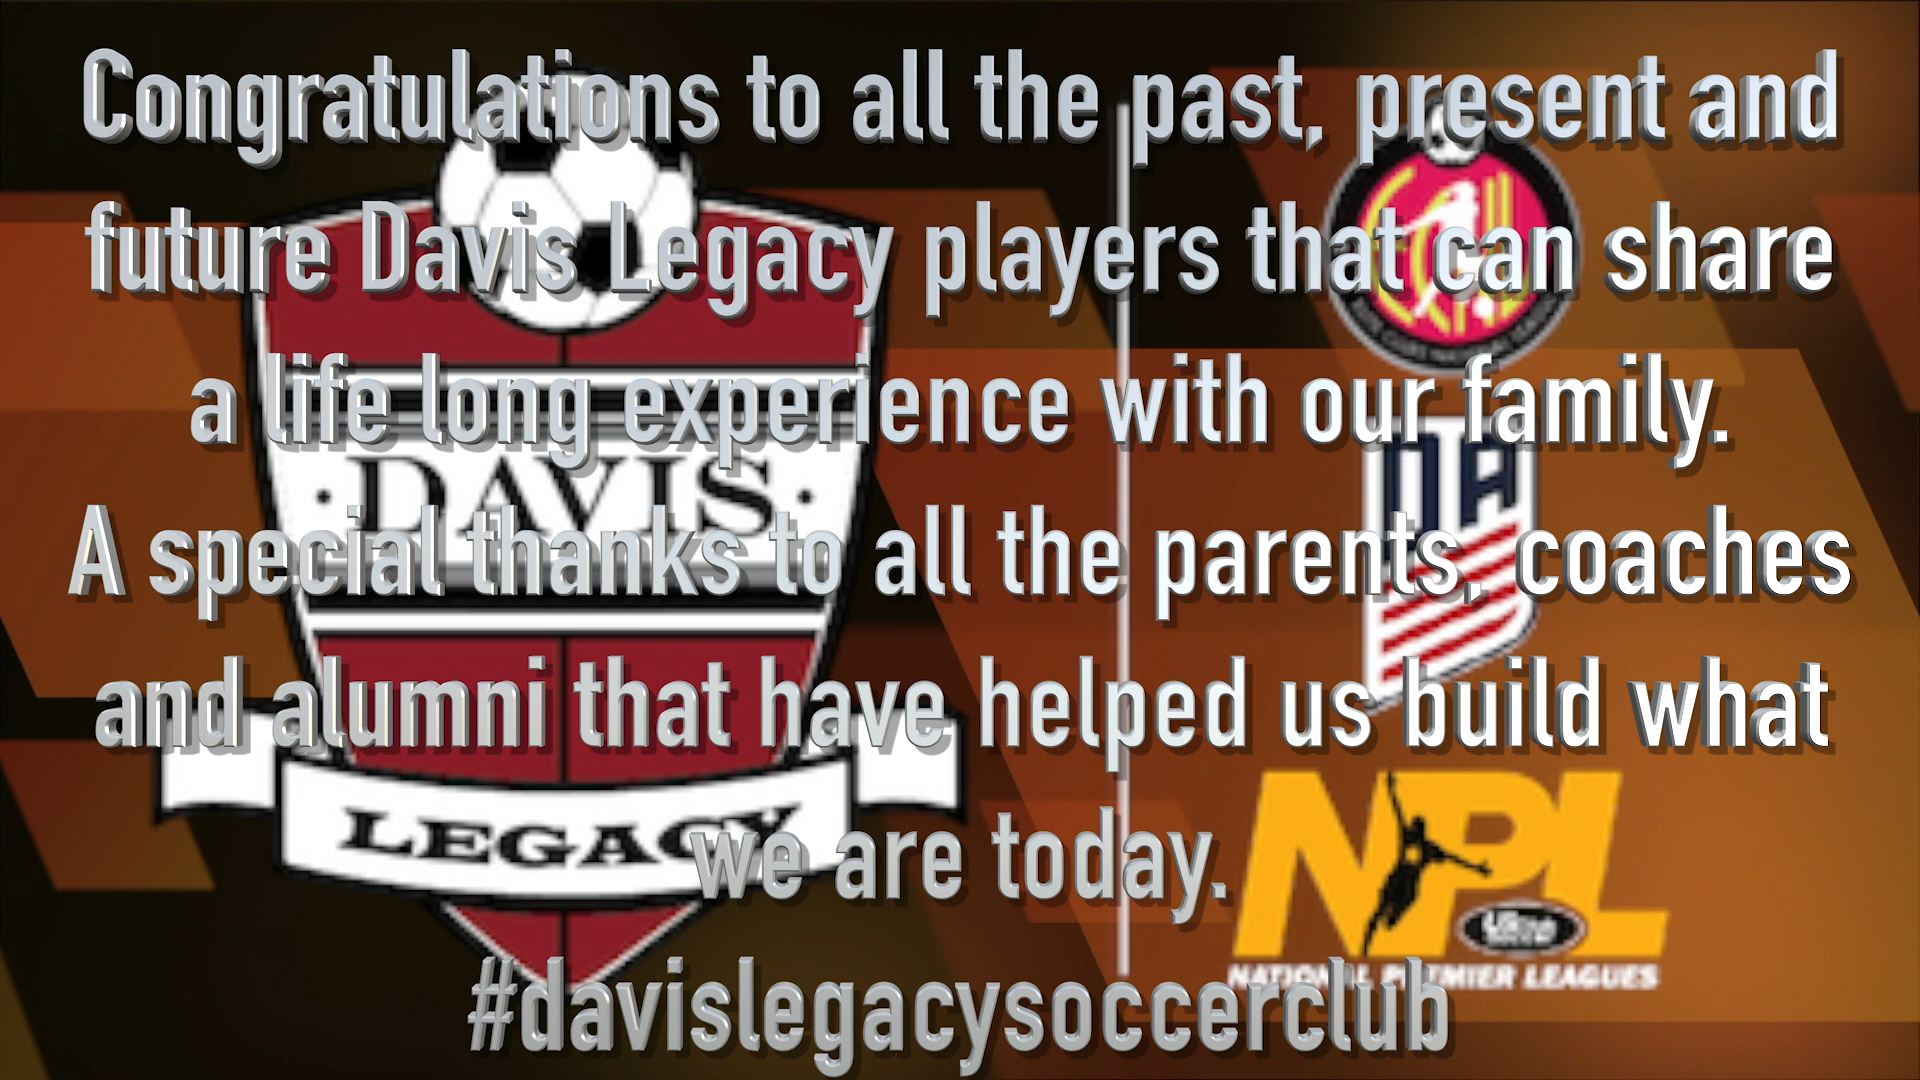 Congratulations to all the past, present and
future Davis Legacy players that can share
a life long experience with our family.
A special thanks to all the parents, coaches
and alumni that have helped us build what
we are today.
#davislegacysoccerclub
DAVIS
LEGACY
ECNL
DA
NPL
NATIONAL PREMIER LEAGUES